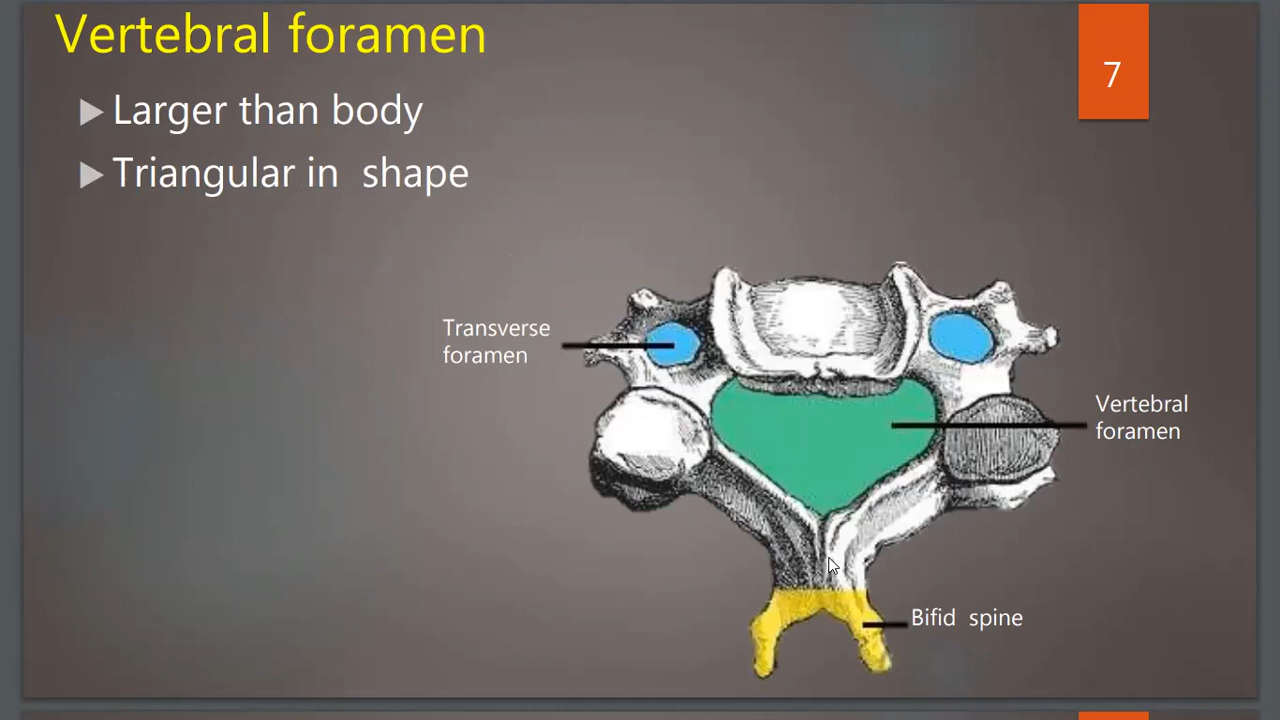 Vertebral foramen
7
Larger than body
Triangular in shape
Transverse
foramen
Vertebral
foramen
Bifid spine